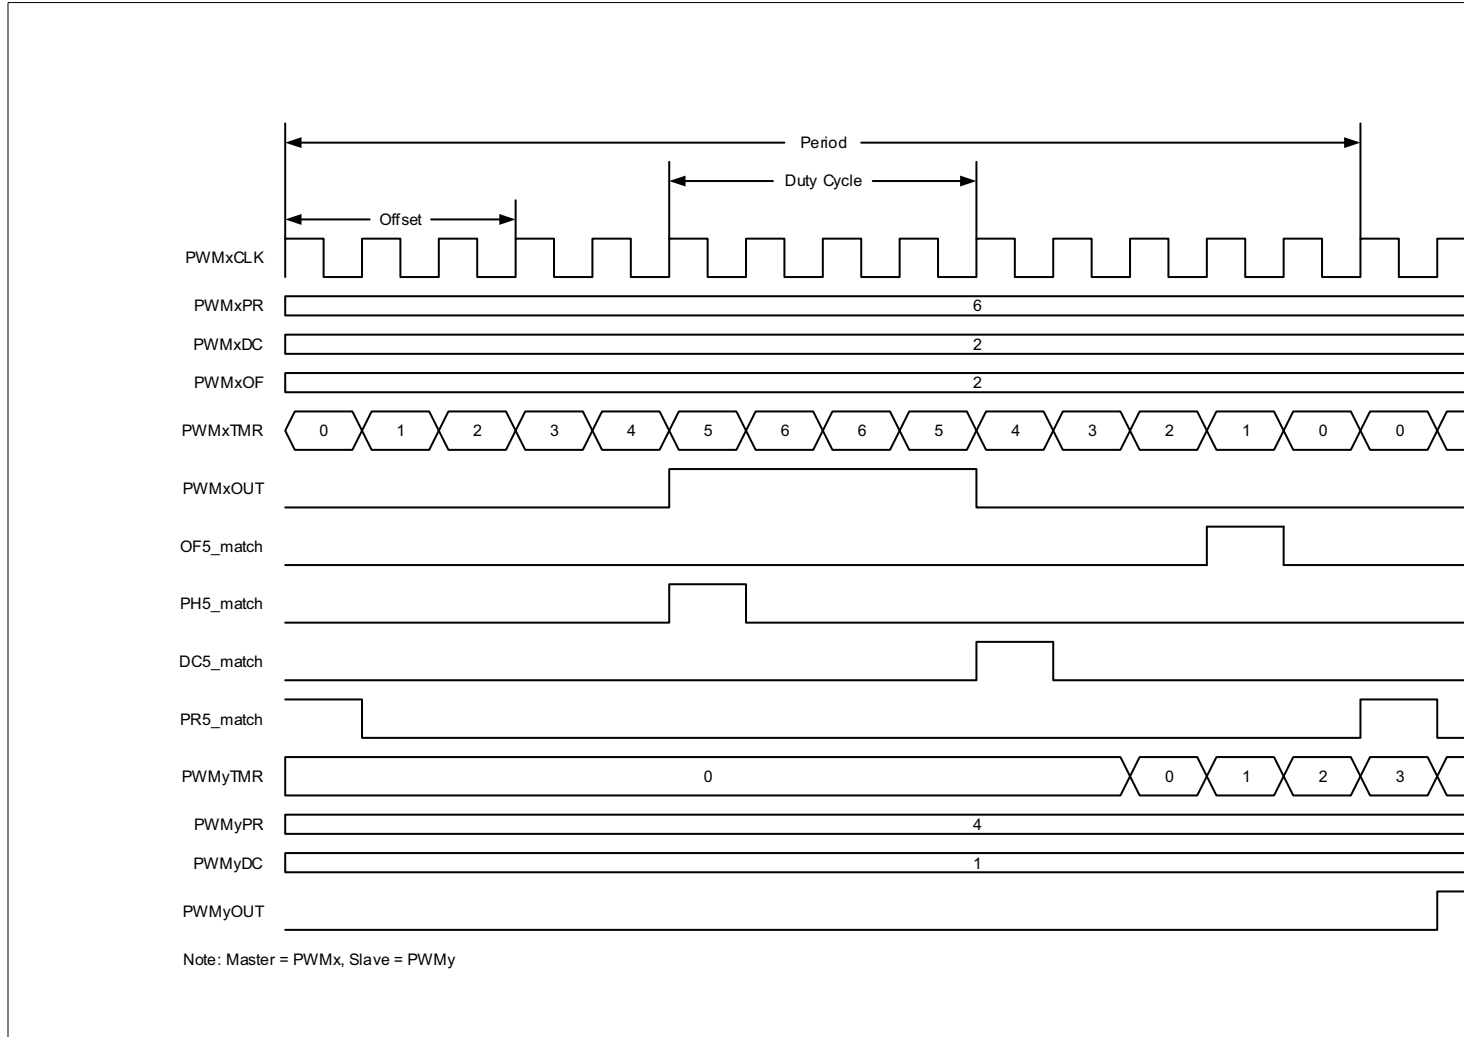 Period
Duty Cycle
Offset
PWMxCLK
PWMxPR 6
PWMxDC 2
PWMxOF 2
PWMxTMR 0 1 2 3 4 5 6 6 5 4 3 2 1 0 0
PWMxOUT
OF5_match
PH5_match
DC5_match
PR5_match
PWMyTMR 0 0 1 2 3
PWMyPR 4
PWMyDC 1
PWMyOUT
Note: Master = PWMx, Slave = PWMy